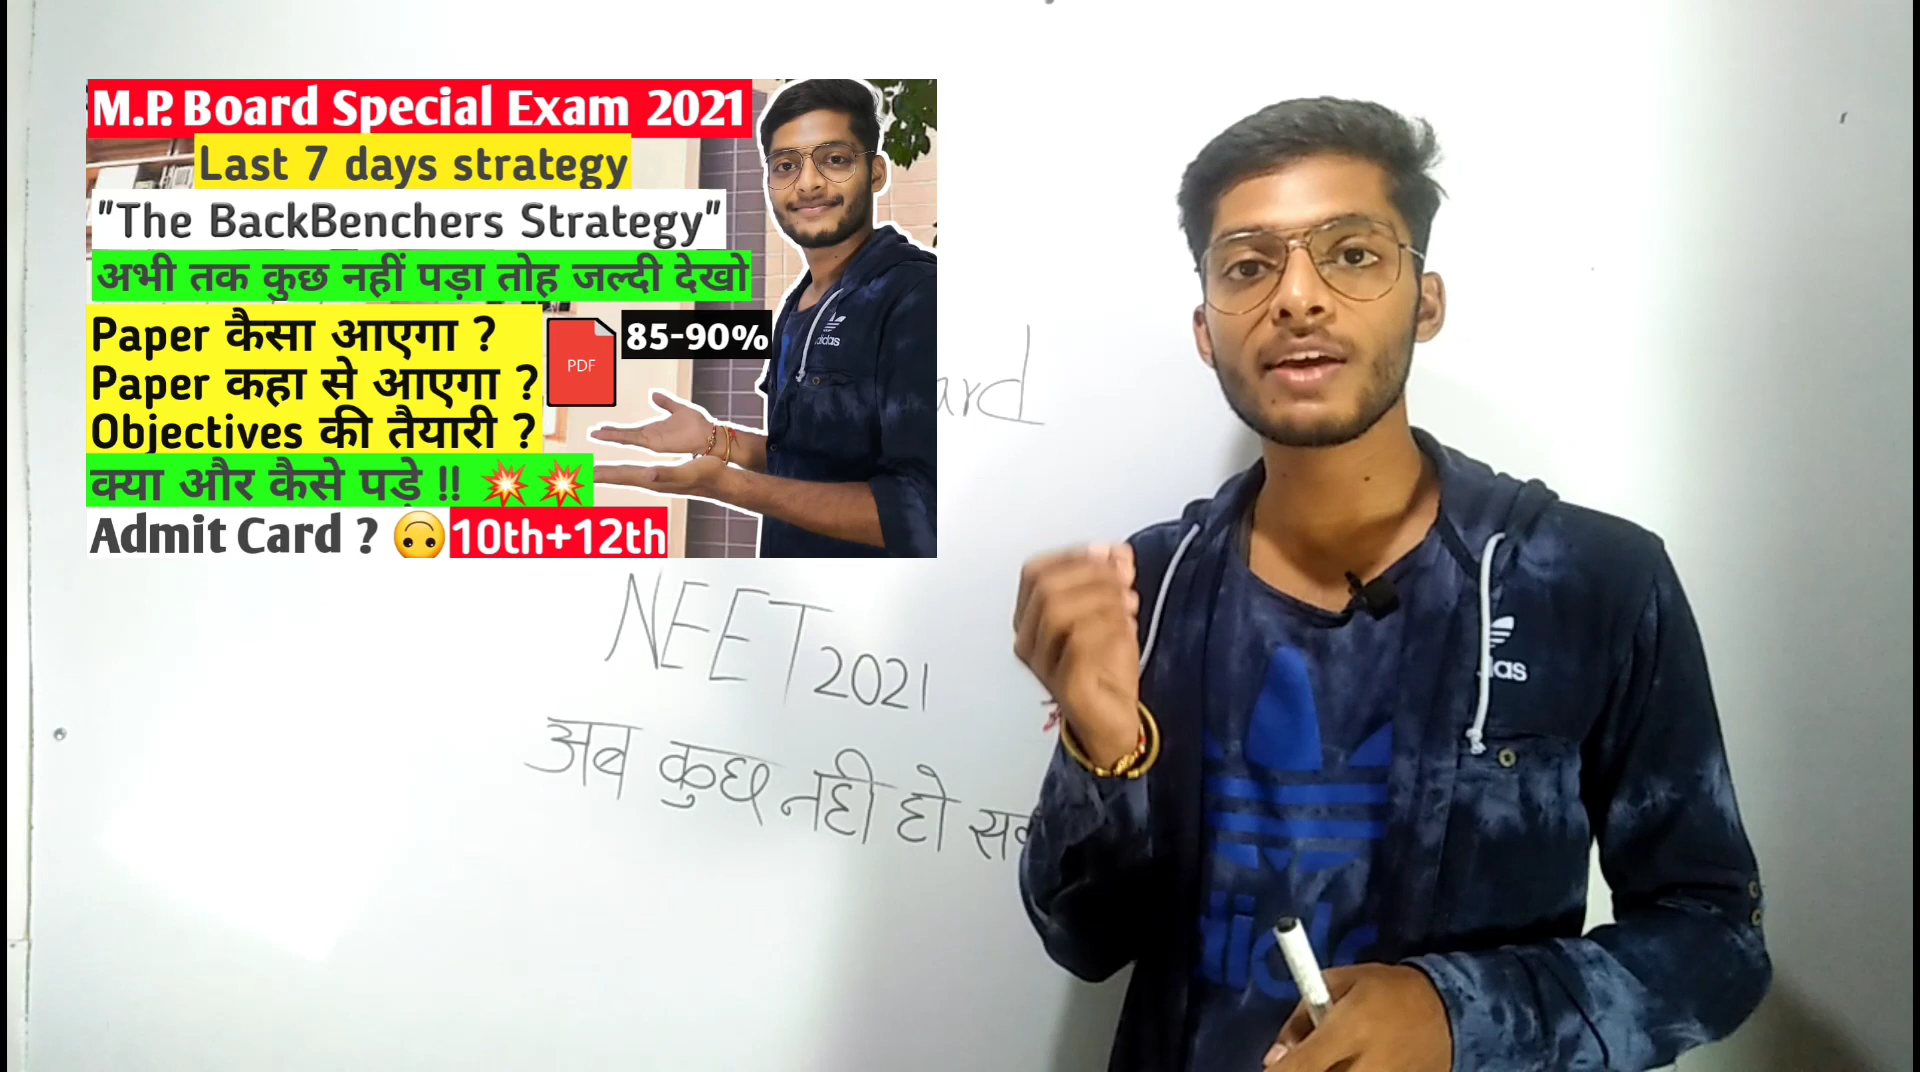 M.P. Board Special Exam 2021
Last 7 days strategy
"The BackBenchers Strategy"
अभी तक कुछ नहीं पड़ा तोह जल्दी देखो
Paper कैसा आएगा ?
85-90%
PDF
Paper कहा से आएगा ?
Objectives की तैयारी ?
क्या और कैसे पड़े !!
Admit Card ? 10th+12th
adidas
NEET 2021
अब कुछ नही हो